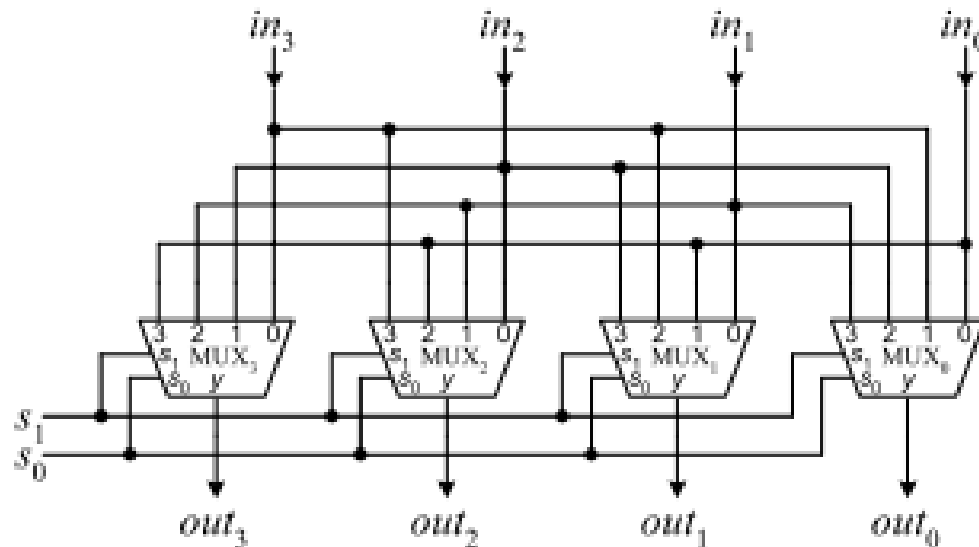 in₃ in₂ in₁ in₀
3 2 1 0 3 2 1 0 3 2 1 0 3 2 1 0
s₁ MUX₃ s₁ MUX₂ s₁ MUX₁ s₁ MUX₀
s₀ y s₀ y s₀ y s₀ y
s₁
s₀
out₃ out₂ out₁ out₀